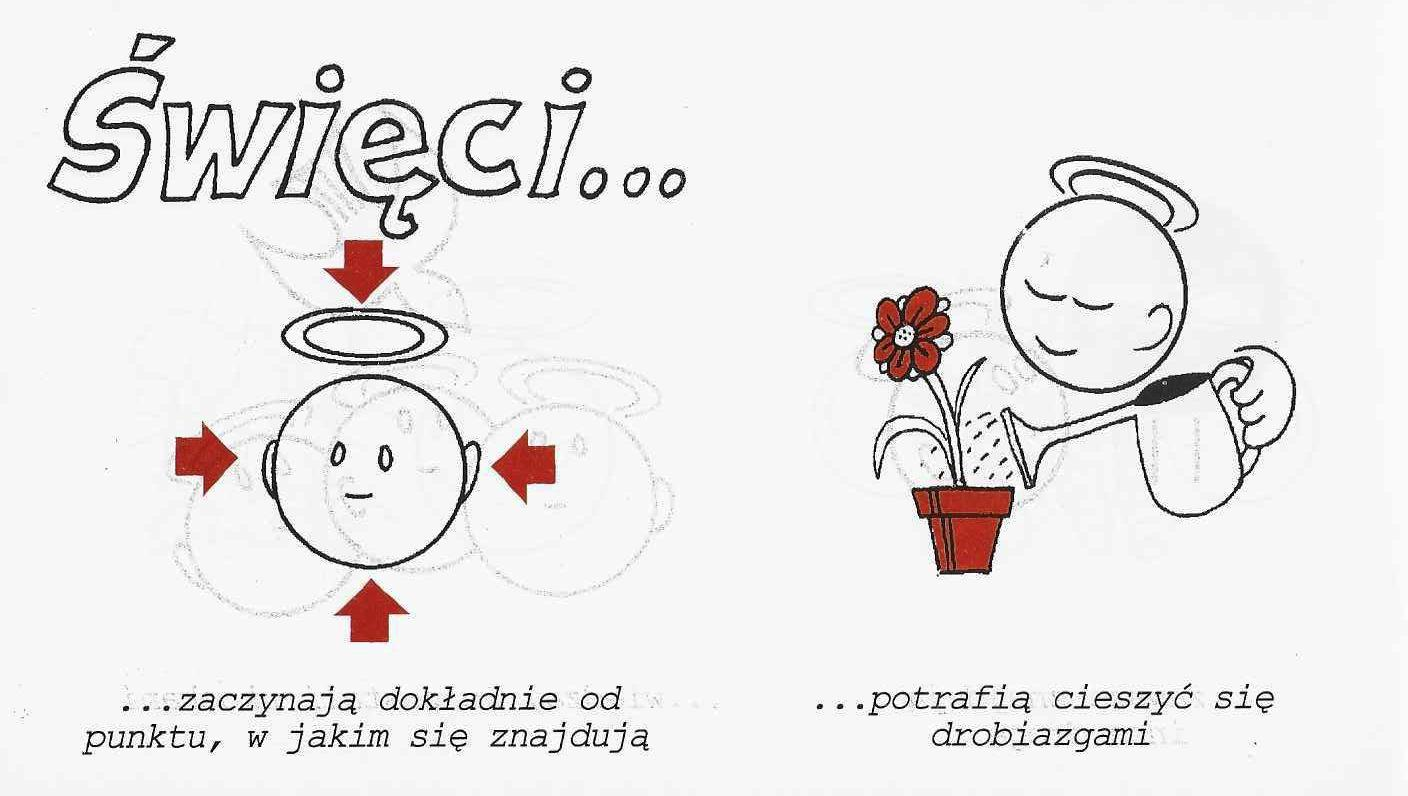 Święci...
...zaczynają dokładnie od
punktu, w jakim się znajdują
...potrafią cieszyć się
drobiazgami